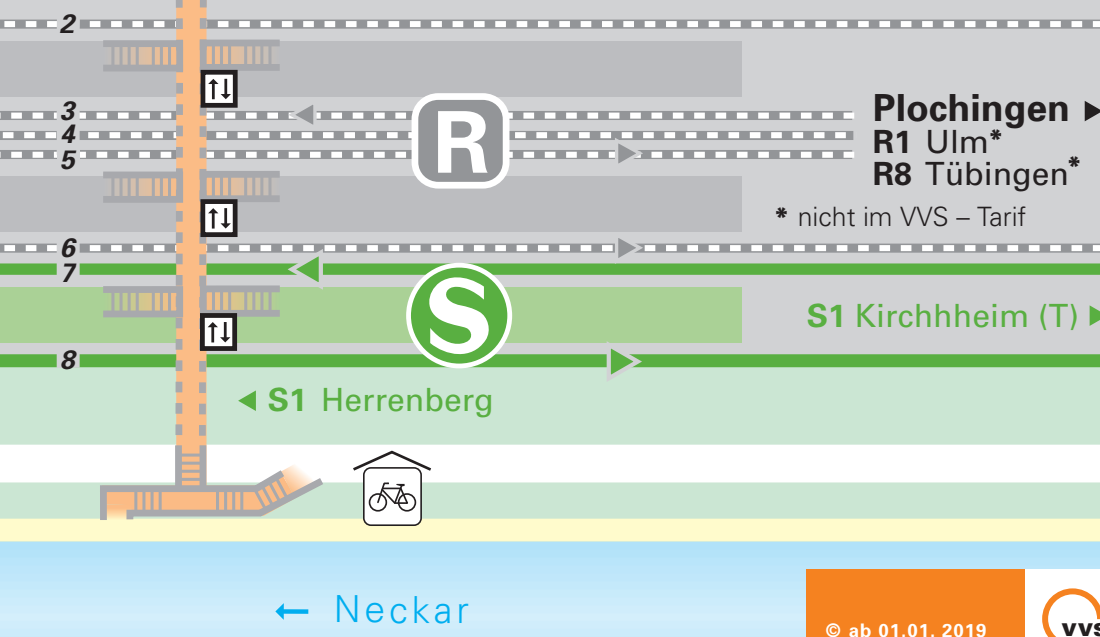 2
3
4
5
R
Plochingen
R1 Ulm*
R8 Tübingen*
* nicht im VVS – Tarif
6
7
S
S1 Kirchhheim (T)
8
S1 Herrenberg
Neckar
© ab 01.01. 2019
vvs